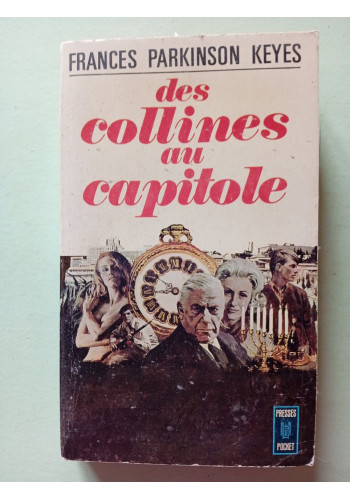 FRANCES PARKINSON KEYES
des
collines
au
capitole
PRESSES
POCKET